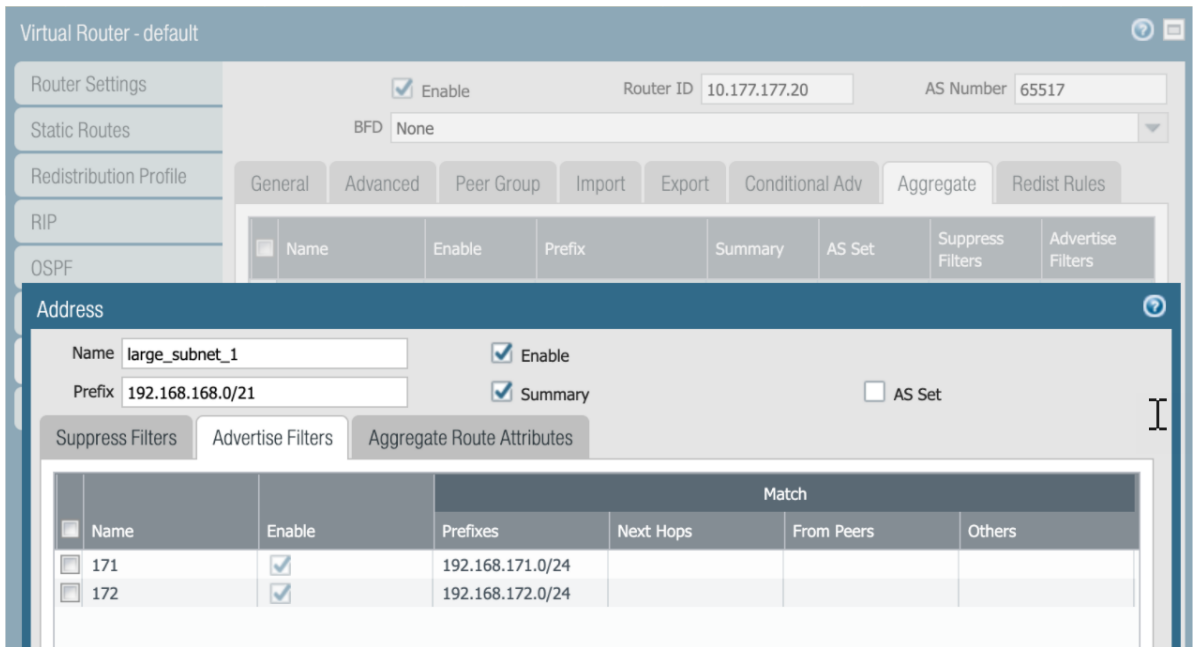 Virtual Router - default
Router Settings
Enable Router ID 10.177.177.20 AS Number 65517
Static Routes
BFD None
Redistribution Profile
General Advanced Peer Group Import Export Conditional Adv Aggregate Redist Rules
RIP
Name Enable Prefix Summary AS Set Suppress Filters Advertise Filters
OSPF
Address
Name large_subnet_1 Enable
Prefix 192.168.168.0/21 Summary AS Set
Suppress Filters Advertise Filters Aggregate Route Attributes
Match
Name Enable Prefixes Next Hops From Peers Others
171 192.168.171.0/24
172 192.168.172.0/24